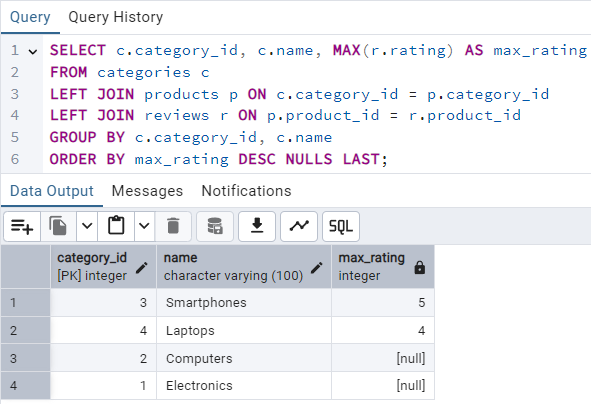 Query Query History
1 SELECT c.category_id, c.name, MAX(r.rating) AS max_rating
2 FROM categories c
3 LEFT JOIN products p ON c.category_id = p.category_id
4 LEFT JOIN reviews r ON p.product_id = r.product_id
5 GROUP BY c.category_id, c.name
6 ORDER BY max_rating DESC NULLS LAST;
Data Output Messages Notifications
SQL
category_id name max_rating
[PK] integer character varying (100) integer
1 3 Smartphones 5
2 4 Laptops 4
3 2 Computers [null]
4 1 Electronics [null]